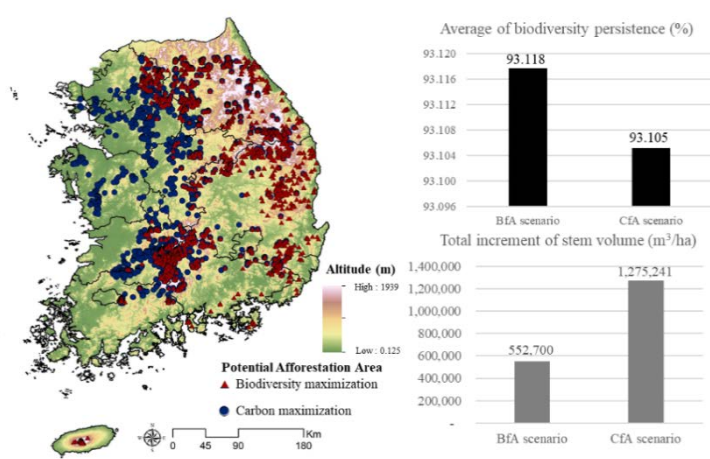 Altitude (m)
High : 1939
Low : 0.125
Potential Afforestation Area
Biodiversity maximization
Carbon maximization
Km
0 45 90 180
Average of biodiversity persistence (%)
93.120
93.116
93.112
93.108
93.104
93.100
93.096
93.118
93.105
BfA scenario CfA scenario
Total increment of stem volume (m³/ha)
1,400,000
1,200,000
1,000,000
800,000
600,000
400,000
200,000
-
1,275,241
552,700
BfA scenario CfA scenario